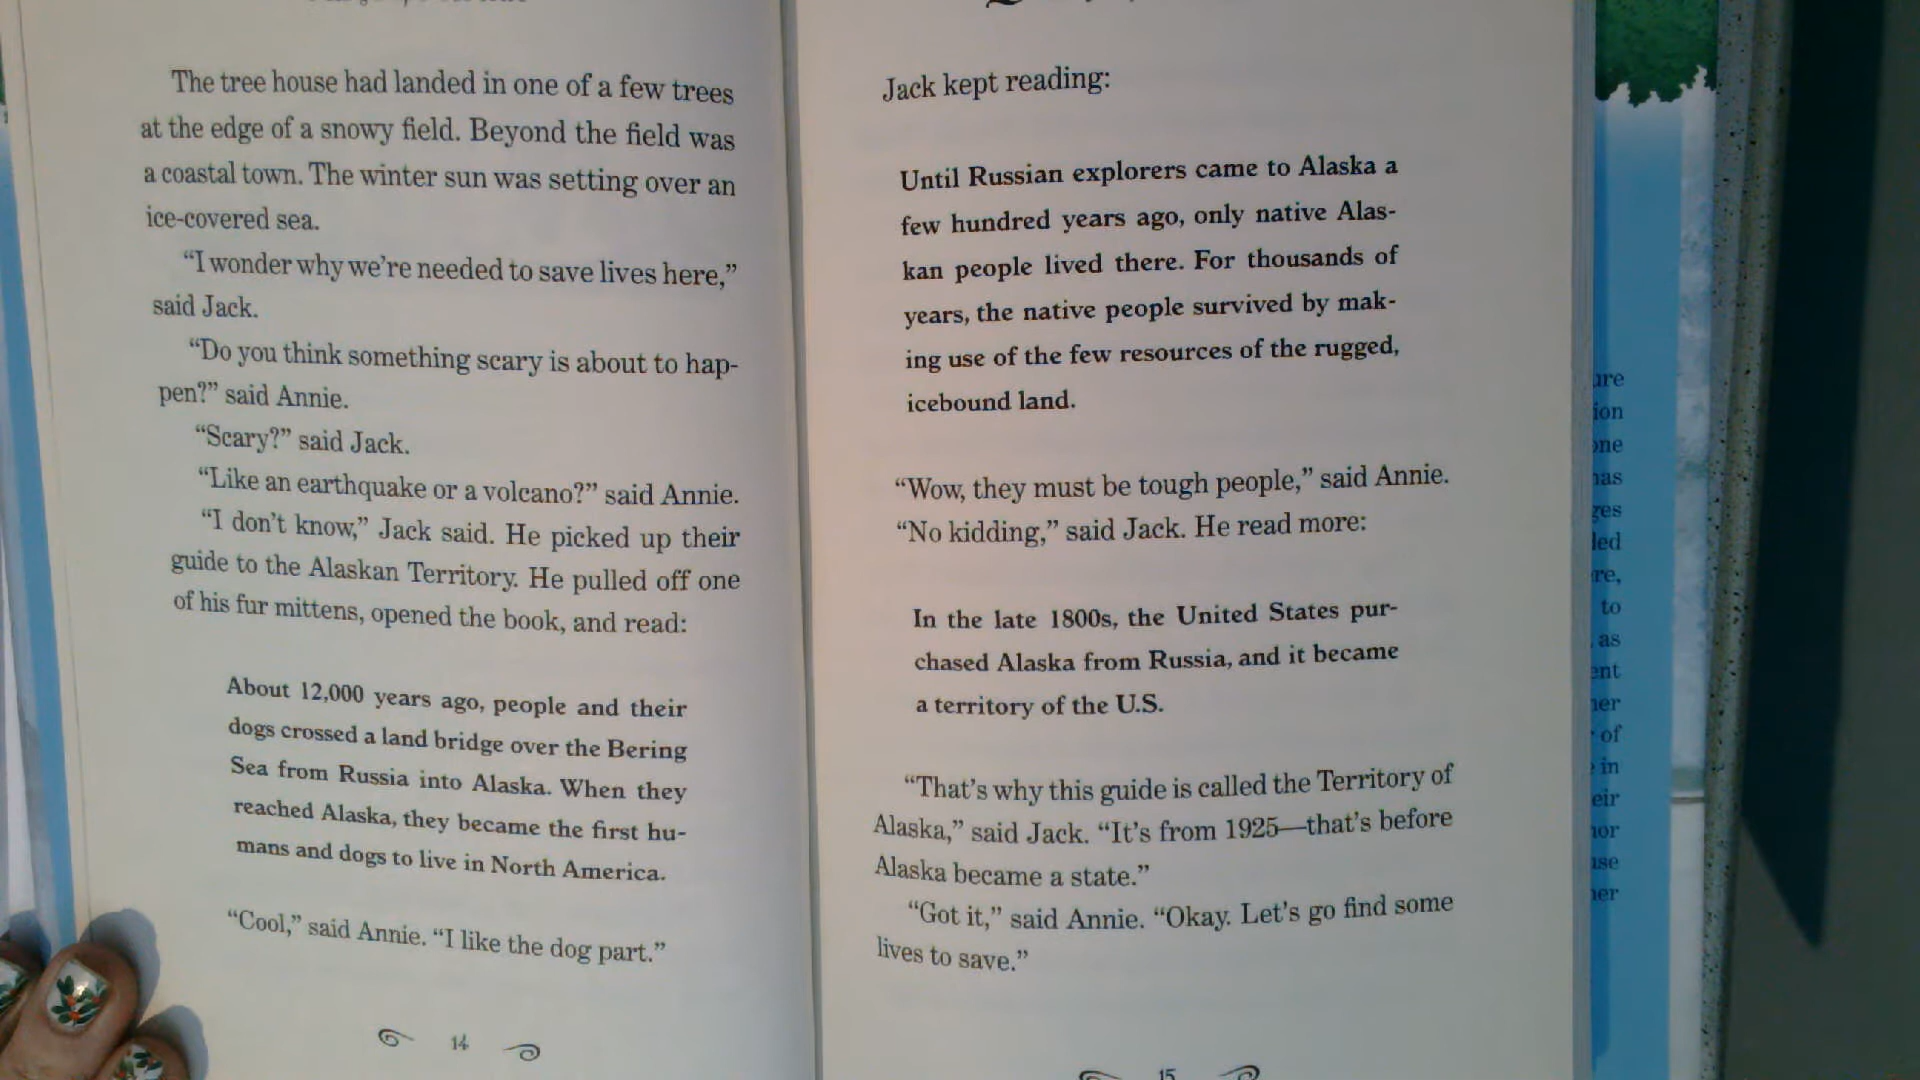 The tree house had landed in one of a few trees
at the edge of a snowy field. Beyond the field was
a coastal town. The winter sun was setting over an
ice-covered sea.
“I wonder why we’re needed to save lives here,”
said Jack.
“Do you think something scary is about to hap-
pen?” said Annie.
“Scary?” said Jack.
“Like an earthquake or a volcano?” said Annie.
“I don’t know,” Jack said. He picked up their
guide to the Alaskan Territory. He pulled off one
of his fur mittens, opened the book, and read:
About 12,000 years ago, people and their
dogs crossed a land bridge over the Bering
Sea from Russia into Alaska. When they
reached Alaska, they became the first hu-
mans and dogs to live in North America.
“Cool,” said Annie. “I like the dog part.”
14
Jack kept reading:
Until Russian explorers came to Alaska a
few hundred years ago, only native Alas-
kan people lived there. For thousands of
years, the native people survived by mak-
ing use of the few resources of the rugged,
icebound land.
“Wow, they must be tough people,” said Annie.
“No kidding,” said Jack. He read more:
In the late 1800s, the United States pur-
chased Alaska from Russia, and it became
a territory of the U.S.
“That’s why this guide is called the Territory of
Alaska,” said Jack. “It’s from 1925—that’s before
Alaska became a state.”
“Got it,” said Annie. “Okay. Let’s go find some
lives to save.”
15
to
as
of
in